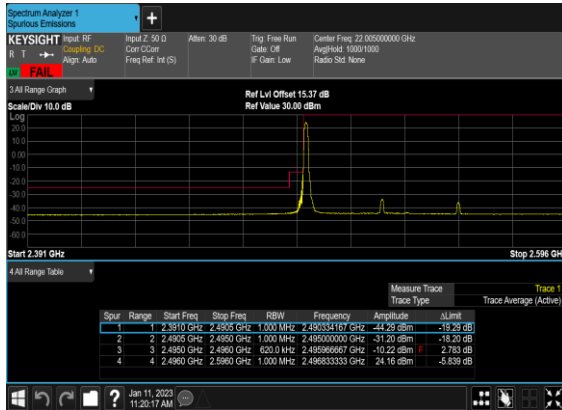 Spectrum Analyzer 1
Spurious Emissions
KEYSIGHT Input: RF
R T Coupling: DC
Align: Auto
Input Z: 50 Ω
Corr CCorr
Freq Ref: Int (S)
Atten: 30 dB
Trig: Free Run
Gate: Off
IF Gain: Low
Center Freq: 22.005000000 GHz
Avg|Hold: 1000/1000
Radio Std: None
FAIL
3 All Range Graph
Ref Lvl Offset 15.37 dB
Scale/Div 10.0 dB Ref Value 30.00 dBm
Log
20.0
10.0
0.00
-10.0
-20.0
-30.0
-40.0
-50.0
-60.0
Start 2.391 GHz Stop 2.596 GH
4 All Range Table
Measure Trace Trace 1
Trace Type Trace Average (Active)
Spur Range Start Freq Stop Freq RBW Frequency Amplitude ΔLimit
1 1 2.3910 GHz 2.4905 GHz 1.000 MHz 2.490334167 GHz -44.29 dBm -19.29 dB
2 2 2.4905 GHz 2.4950 GHz 1.000 MHz 2.495000000 GHz -31.20 dBm -18.20 dB
3 3 2.4950 GHz 2.4960 GHz 620.0 kHz 2.495966667 GHz -10.22 dBm F 2.783 dB
4 4 2.4960 GHz 2.5960 GHz 1.000 MHz 2.496833333 GHz 24.16 dBm -5.839 dB
?
Jan 11, 2023
11:20:17 AM